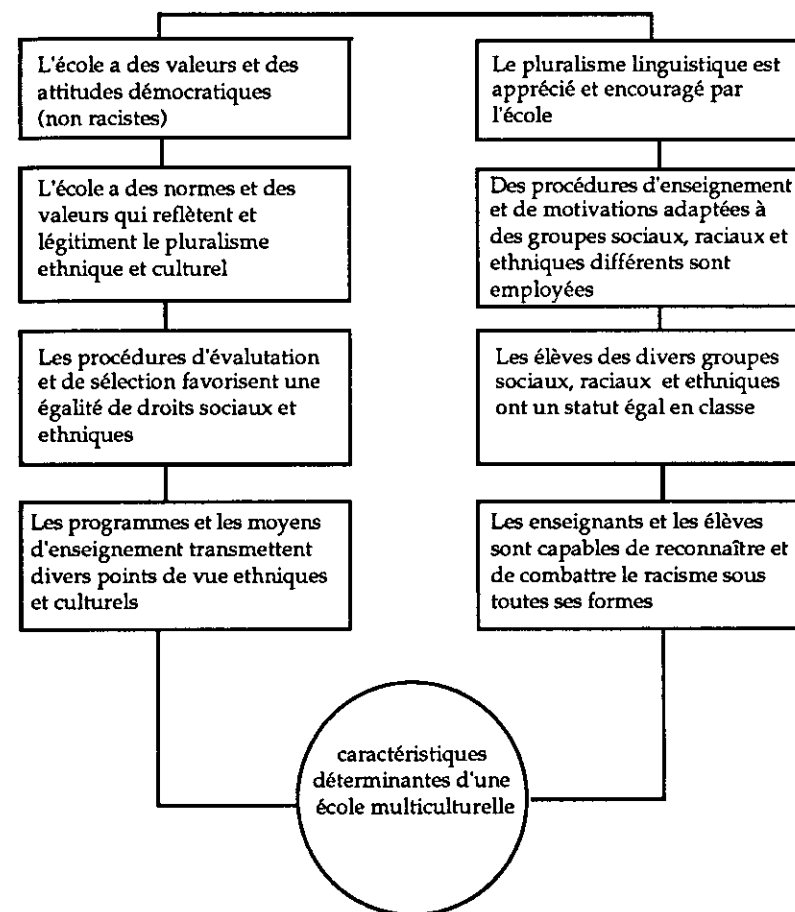 L'école a des valeurs et des
attitudes démocratiques
(non racistes)
L'école a des normes et des
valeurs qui reflètent et
légitiment le pluralisme
ethnique et culturel
Les procédures d'évalutation
et de sélection favorisent une
égalité de droits sociaux et
ethniques
Les programmes et les moyens
d'enseignement transmettent
divers points de vue ethniques
et culturels
Le pluralisme linguistique est
apprécié et encouragé par
l'école
Des procédures d'enseignement
et de motivations adaptées à
des groupes sociaux, raciaux et
ethniques différents sont
employées
Les élèves des divers groupes
sociaux, raciaux et ethniques
ont un statut égal en classe
Les enseignants et les élèves
sont capables de reconnaître et
de combattre le racisme sous
toutes ses formes
caractéristiques
déterminantes d'une
école multiculturelle